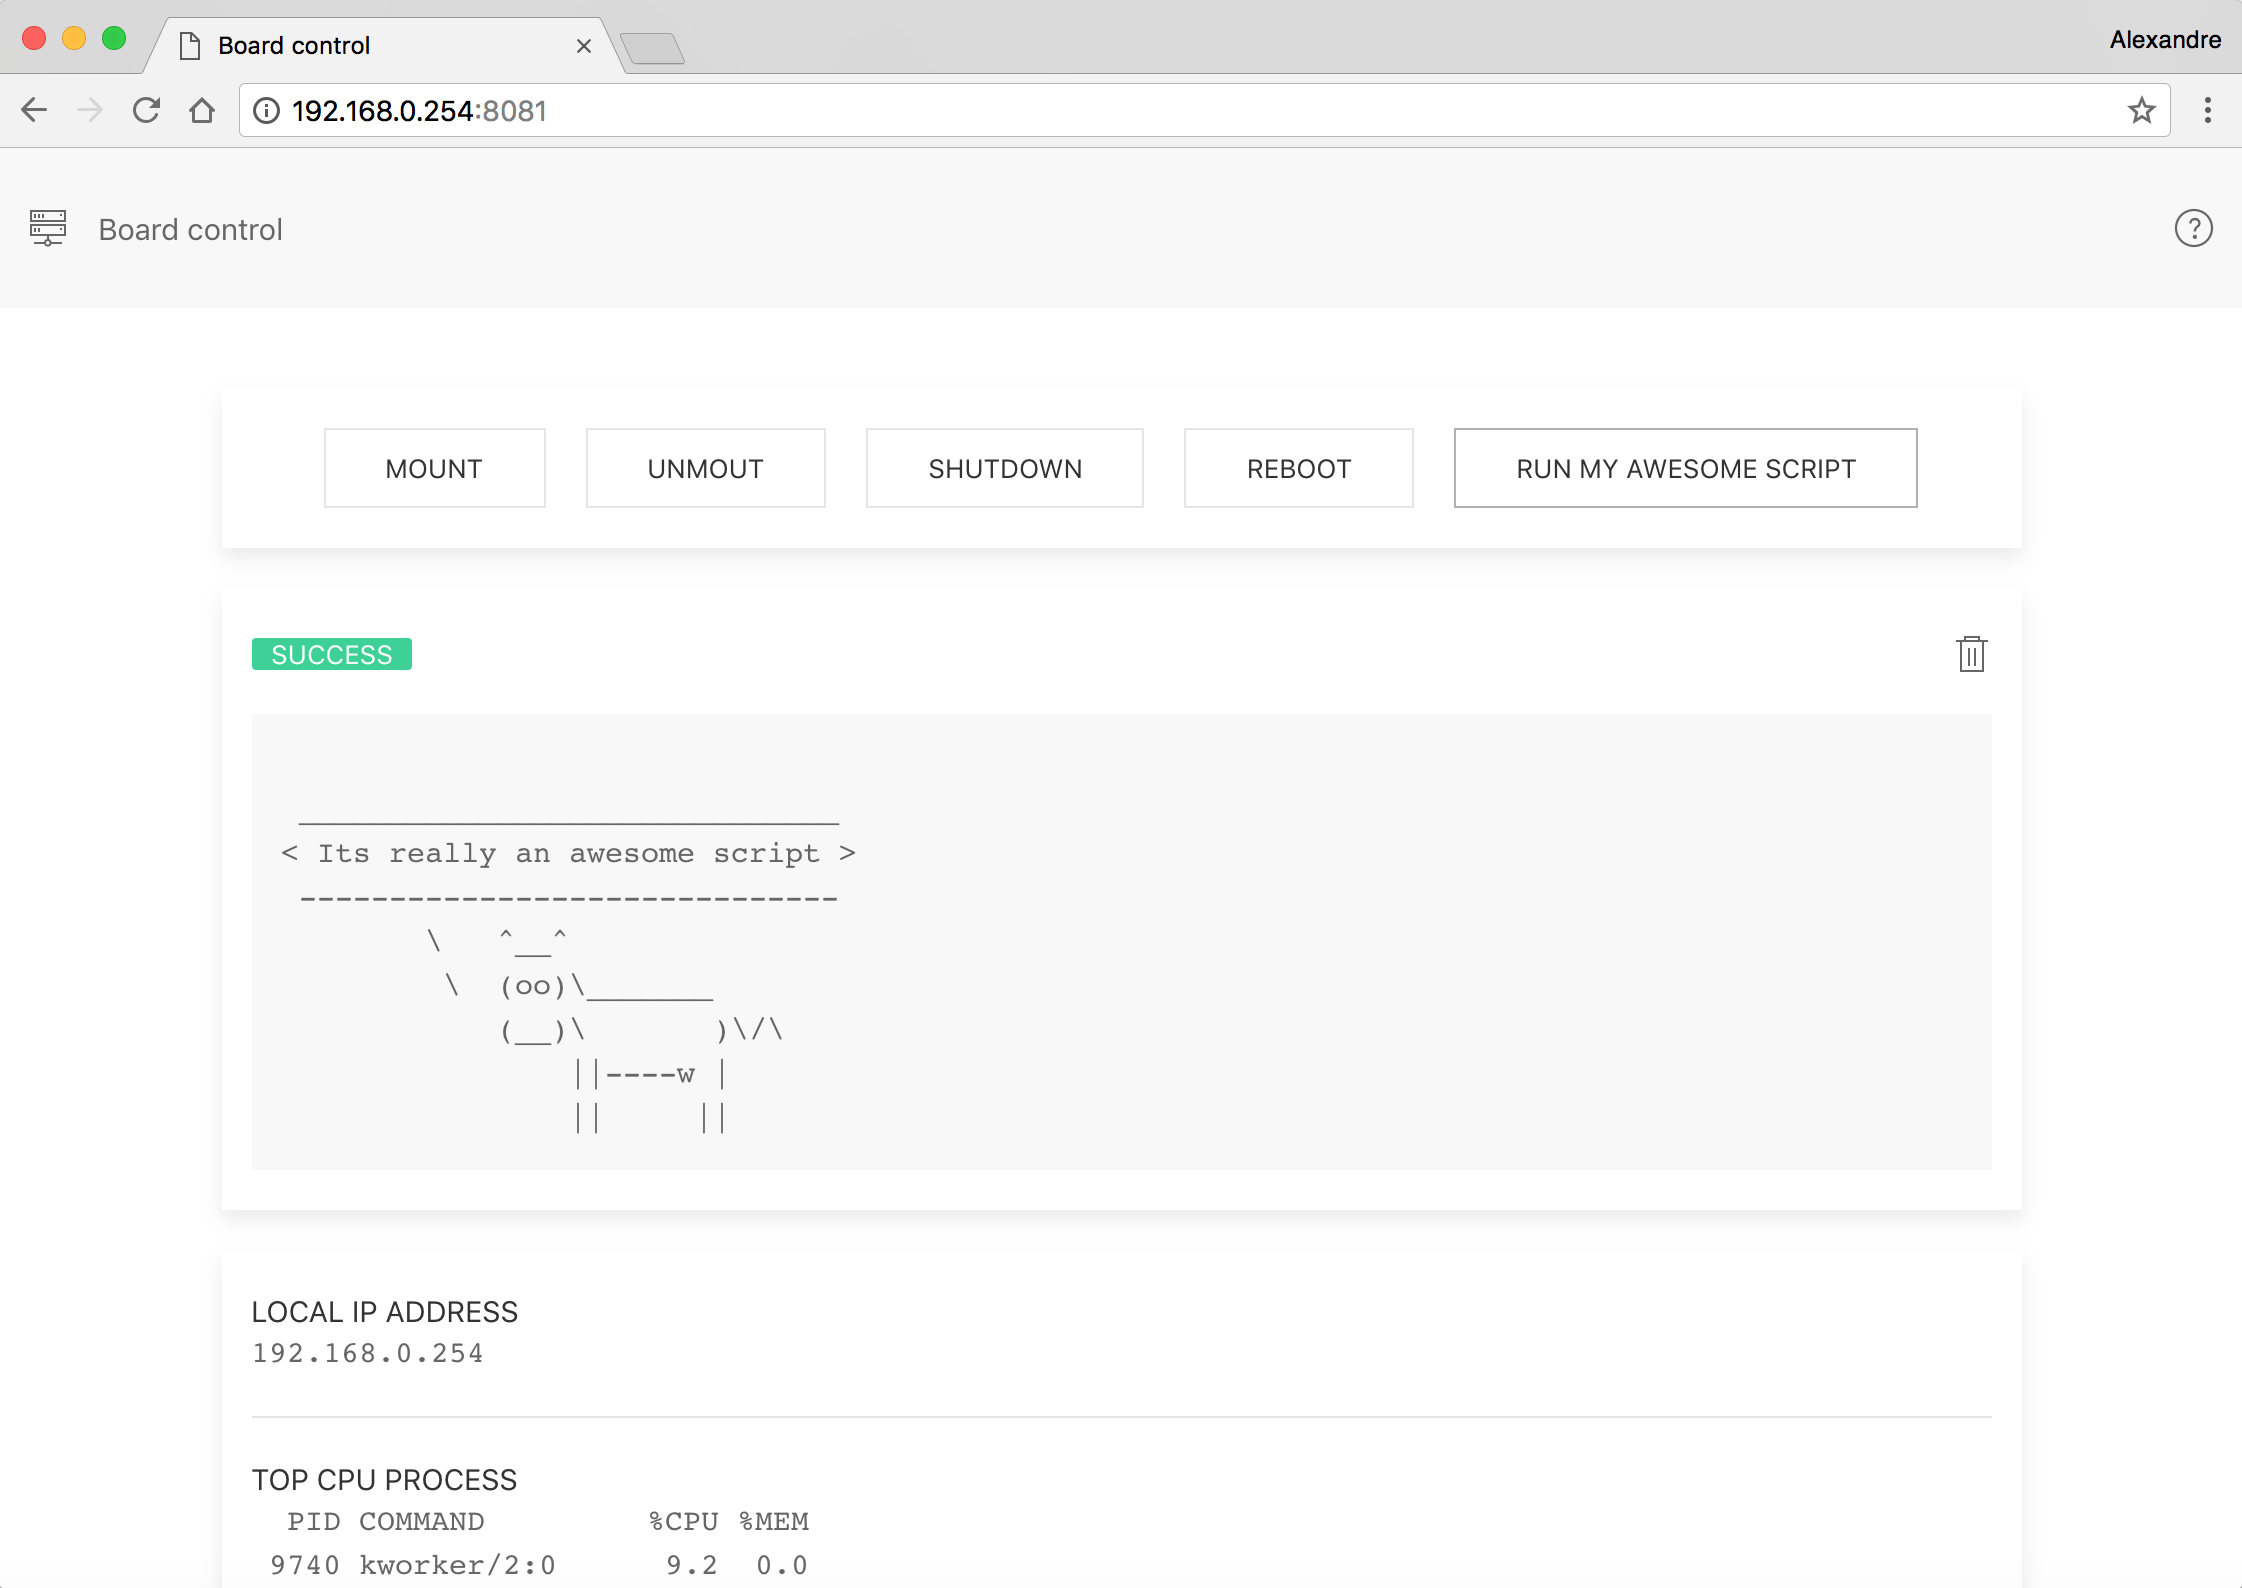 Board control
Alexandre
192.168.0.254:8081
Board control
?
MOUNT UNMOUT SHUTDOWN REBOOT RUN MY AWESOME SCRIPT
SUCCESS
 ______________________________
< Its really an awesome script >
 ------------------------------
        \   ^__^
         \  (oo)\_______
            (__)\       )\/\
                ||----w |
                ||     ||
LOCAL IP ADDRESS
192.168.0.254
TOP CPU PROCESS
  PID COMMAND         %CPU %MEM
 9740 kworker/2:0      9.2  0.0